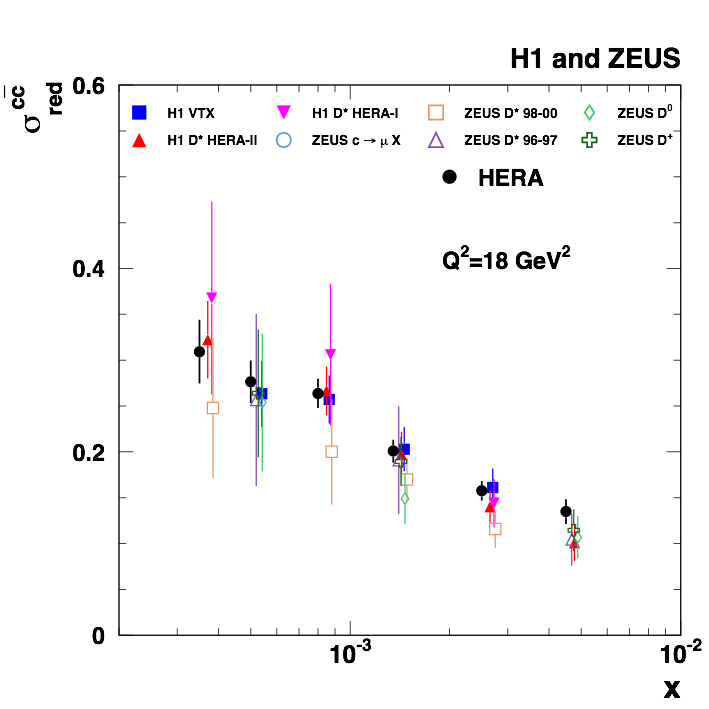 H1 and ZEUS
σ_red^cc̄
0.6
0.4
0.2
0
H1 VTX
H1 D* HERA-I
ZEUS D* 98-00
ZEUS D⁰
H1 D* HERA-II
ZEUS c → μ X
ZEUS D* 96-97
ZEUS D⁺
HERA
Q²=18 GeV²
10⁻³
10⁻²
x